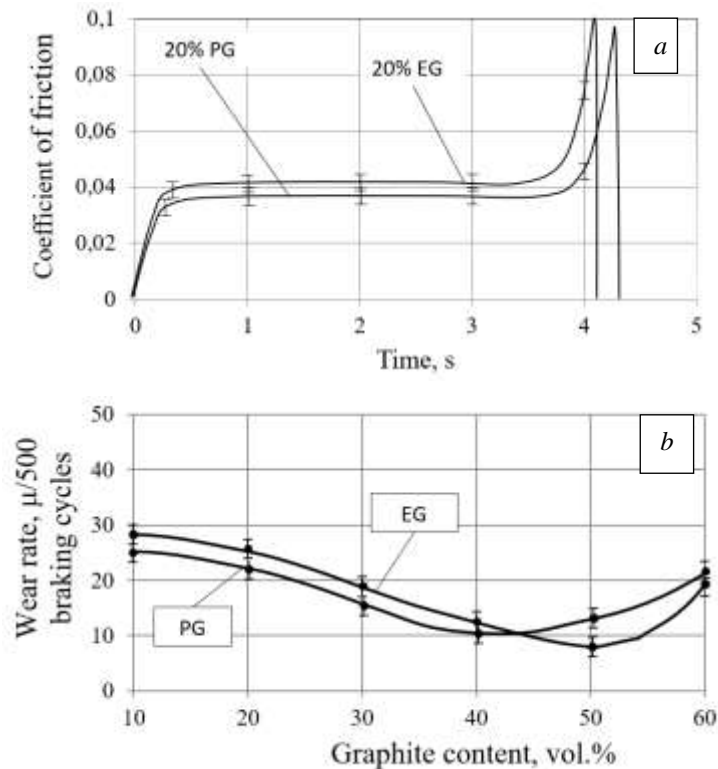 0,1
a
20% PG
20% EG
0,08
0,06
0,04
0,02
0
Coefficient of friction
0 1 2 3 4 5
Time, s
50
b
40
30
EG
20
PG
10
0
Wear rate, µ/500
braking cycles
10 20 30 40 50 60
Graphite content, vol.%